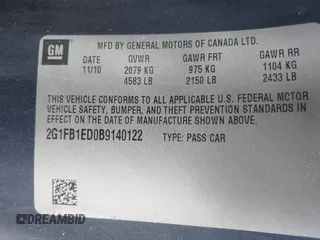 GM
MFD BY GENERAL MOTORS OF CANADA LTD.
DATE GVWR GAWR FRT GAWR RR
11/10 2079 KG 975 KG 1104 KG
4583 LB 2150 LB 2433 LB
THIS VEHICLE CONFORMS TO ALL APPLICABLE U.S. FEDERAL MOTOR
VEHICLE SAFETY, BUMPER, AND THEFT PREVENTION STANDARDS IN
EFFECT ON THE DATE OF MANUFACTURE SHOWN ABOVE.
2G1FB1ED0B9140122 TYPE: PASS CAR
DREAMBID